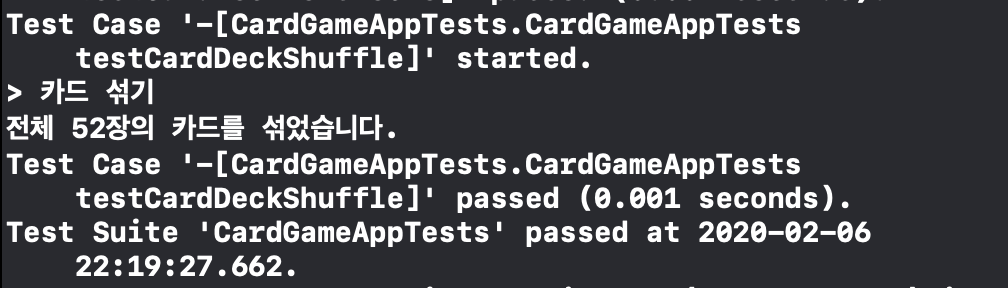 Test Case '-[CardGameAppTests.CardGameAppTests
testCardDeckShuffle]' started.
> 카드 섞기
전체 52장의 카드를 섞었습니다.
Test Case '-[CardGameAppTests.CardGameAppTests
testCardDeckShuffle]' passed (0.001 seconds).
Test Suite 'CardGameAppTests' passed at 2020-02-06
22:19:27.662.